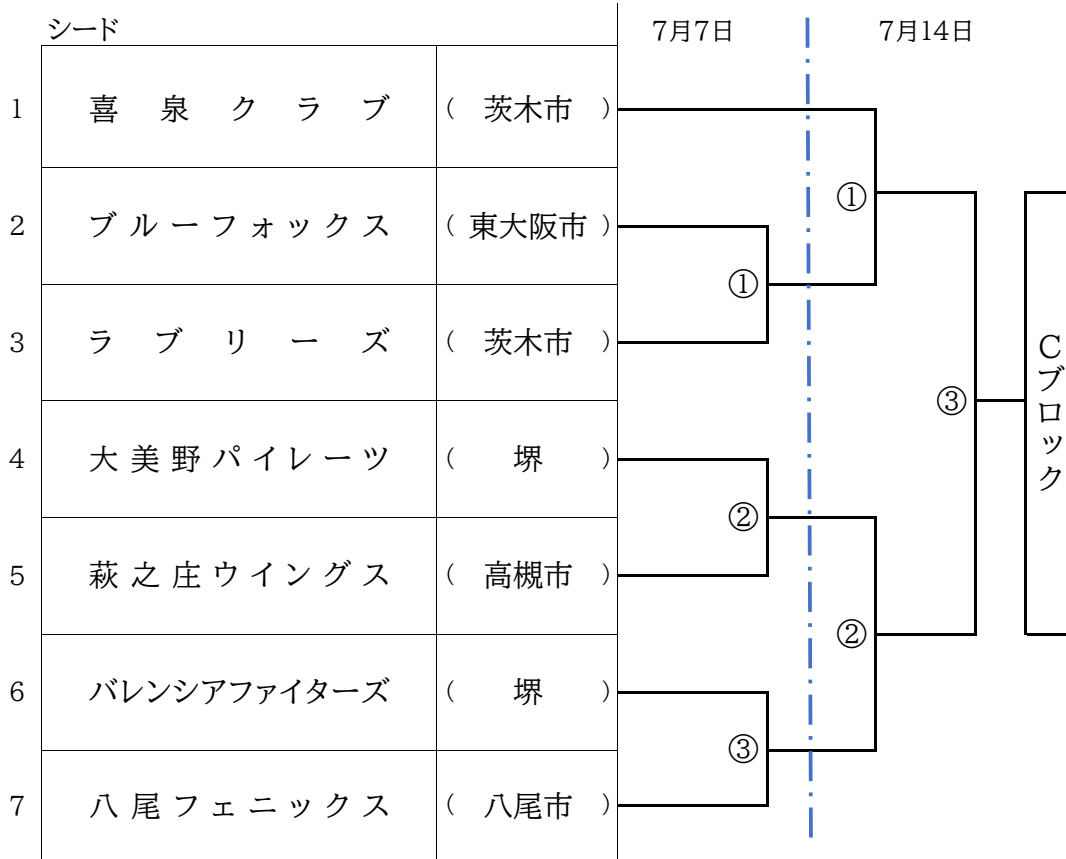 シード 7月7日 7月14日
1 喜泉クラブ ( 茨木市 )
①
2 ブルーフォックス ( 東大阪市 )
①
3 ラブリーズ ( 茨木市 )
Cブロック
③
4 大美野パイレーツ ( 堺 )
②
5 萩之庄ウイングス ( 高槻市 )
②
6 バレンシアファイターズ ( 堺 )
③
7 八尾フェニックス ( 八尾市 )